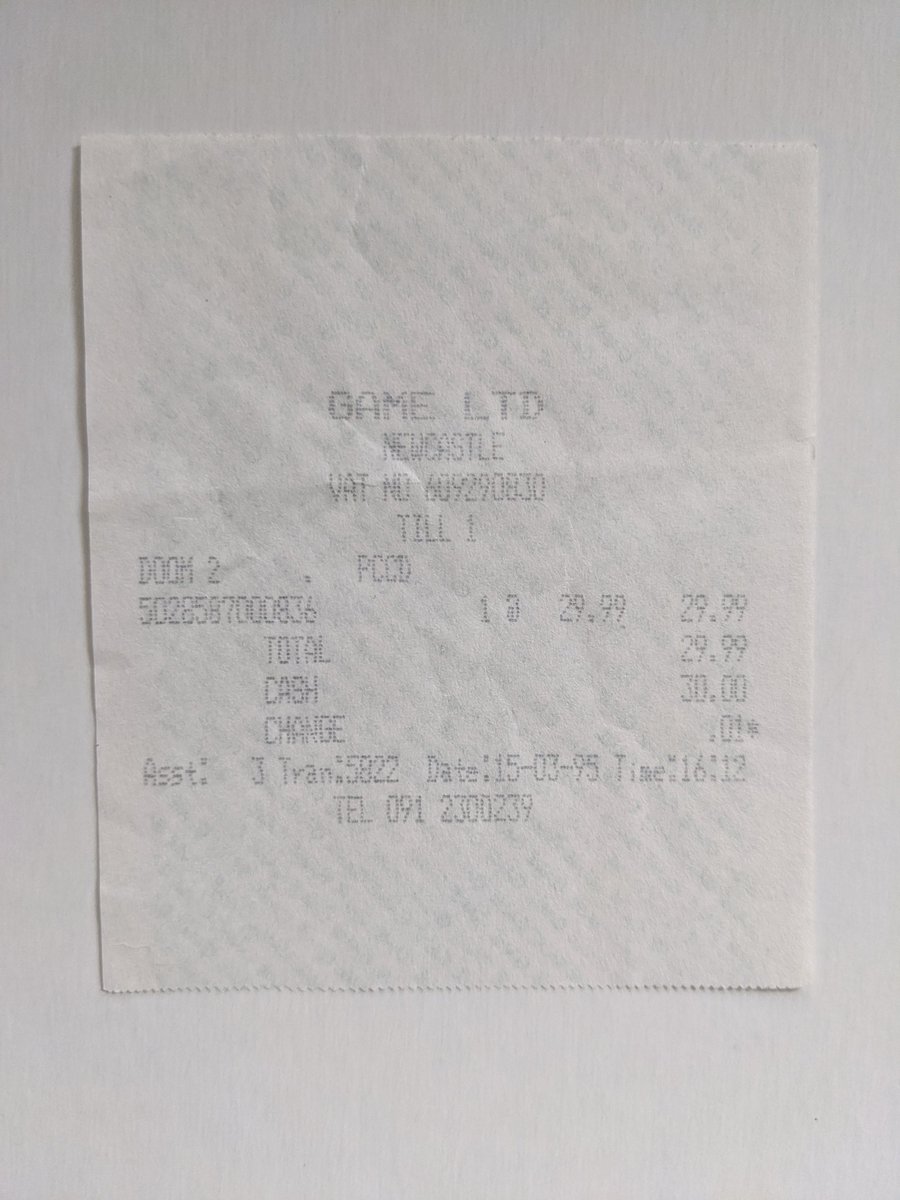 GAME LTD
NEWCASTLE
VAT NO 609290830
TILL 1
DOOM 2 . PCCD
5028587000836 1 @ 29.99 29.99
TOTAL 29.99
CASH 30.00
CHANGE .01*
Asst: 3 Tran:5822 Date:15-03-95 Time:16:12
TEL 091 2300239